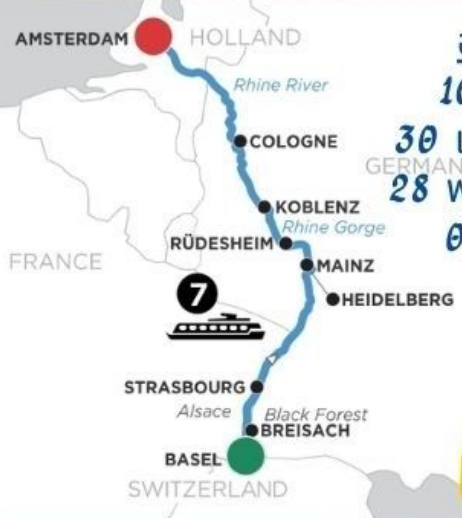 AMSTERDAM
HOLLAND
Rhine River
10
COLOGNE
30
GERMAN
28 W
KOBLENZ
Rhine Gorge
RÜDESHEIM
FRANCE
MAINZ
7
HEIDELBERG
STRASBOURG
Alsace
Black Forest
BREISACH
BASEL
SWITZERLAND